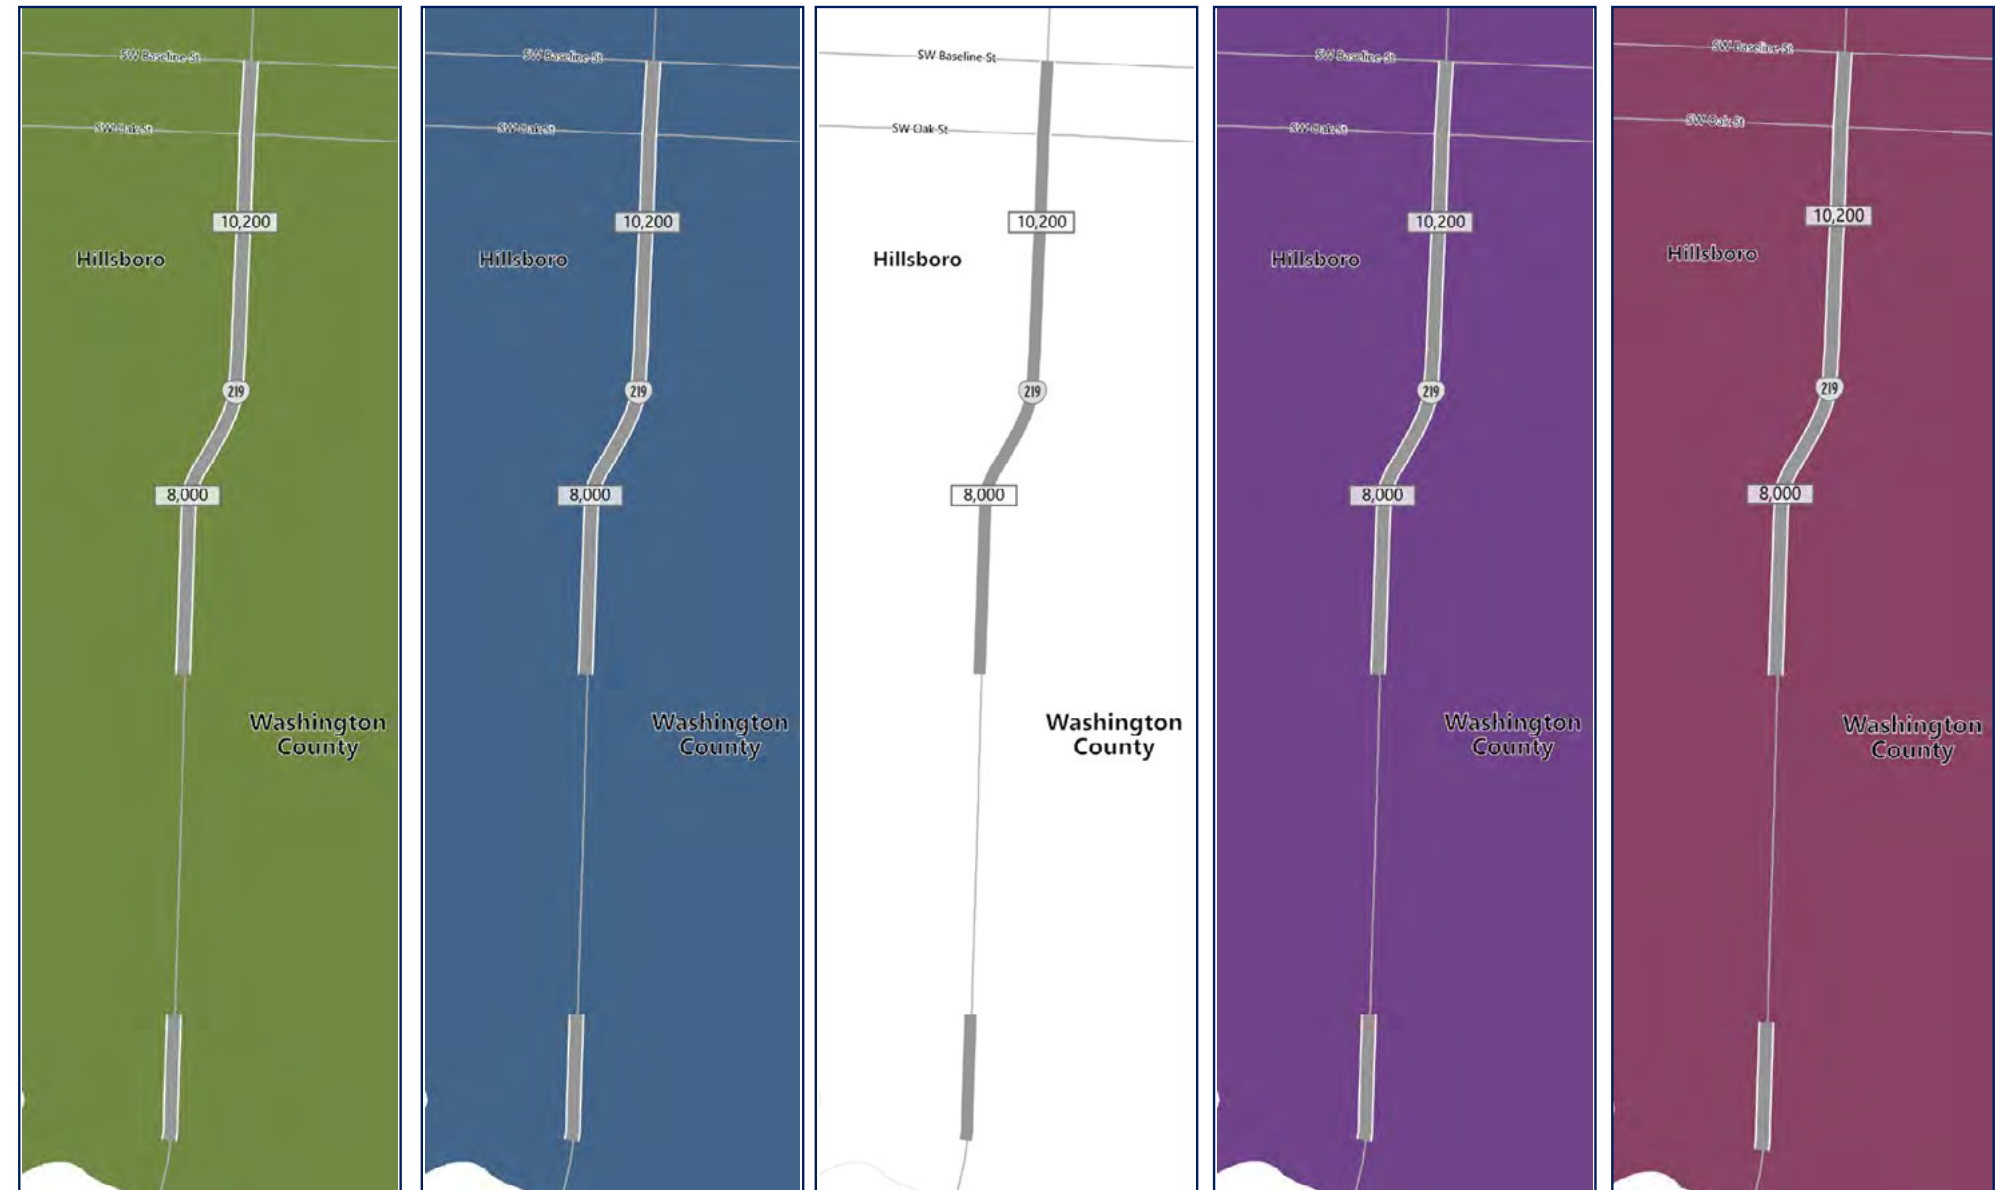 SW Baseline St
SW Oak St
10,200
Hillsboro
219
8,000
Washington
County
SW Baseline St
SW Oak St
10,200
Hillsboro
219
8,000
Washington
County
SW Baseline St
SW Oak St
10,200
Hillsboro
219
8,000
Washington
County
SW Baseline St
SW Oak St
10,200
Hillsboro
219
8,000
Washington
County
SW Baseline St
SW Oak St
10,200
Hillsboro
219
8,000
Washington
County